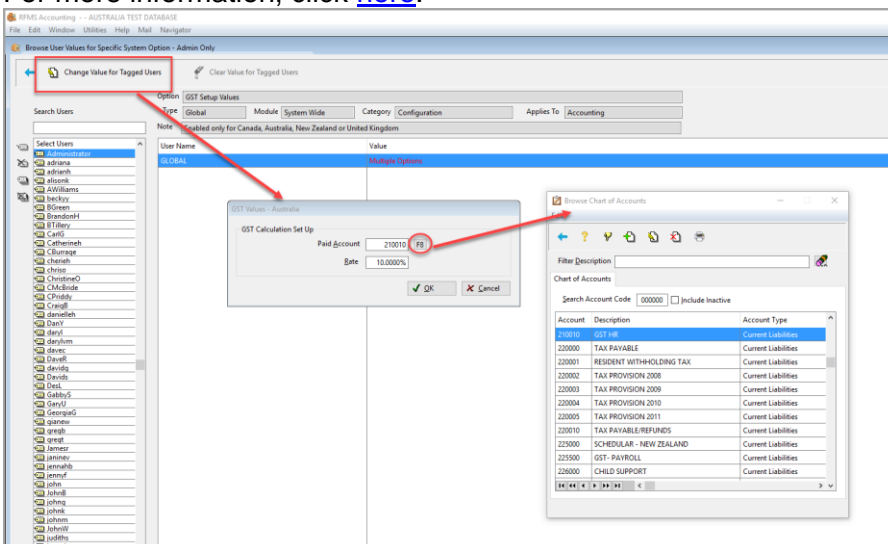 For more information, click here.
RFMS Accounting - - AUSTRALIA TEST DATABASE
File Edit Window Utilities Help Mail Navigator
Browse User Values for Specific System Option - Admin Only
Change Value for Tagged Users
Clear Value for Tagged Users
Option GST Setup Values
Search Users
Type Global Module System Wide Category Configuration Applies To Accounting
Note Enabled only for Canada, Australia, New Zealand or United Kingdom
Select Users
User Name Value
Administrator
GLOBAL Multiple Options
adriana
adrianh
alisonk
AWilliams
beckyy
BGreen
BrandonH
BTillery
CarlG
Catherineh
CBurrage
cherieh
chriso
ChristineO
CMcBride
CPriddy
CraigB
danielleh
DanY
daryl
darylvm
davec
DaveR
davidg
Davids
DesL
GabbyS
GaryU
GeorgiaG
gianew
gregb
gregt
Jamesr
janinev
jennahb
jennyf
john
JohnB
johng
johnk
johnm
JohnW
judiths
GST Values - Australia
GST Calculation Set Up
Paid Account 210010 F8
Rate 10.0000%
OK Cancel
Browse Chart of Accounts
Filter Description
Chart of Accounts
Search Account Code 000000 Include Inactive
Account Description Account Type
210010 GST HR Current Liabilities
220000 TAX PAYABLE Current Liabilities
220001 RESIDENT WITHHOLDING TAX Current Liabilities
220002 TAX PROVISION 2008 Current Liabilities
220003 TAX PROVISION 2009 Current Liabilities
220004 TAX PROVISION 2010 Current Liabilities
220005 TAX PROVISION 2011 Current Liabilities
220010 TAX PAYABLE/REFUNDS Current Liabilities
225000 SCHEDULAR - NEW ZEALAND Current Liabilities
225500 GST- PAYROLL Current Liabilities
226000 CHILD SUPPORT Current Liabilities